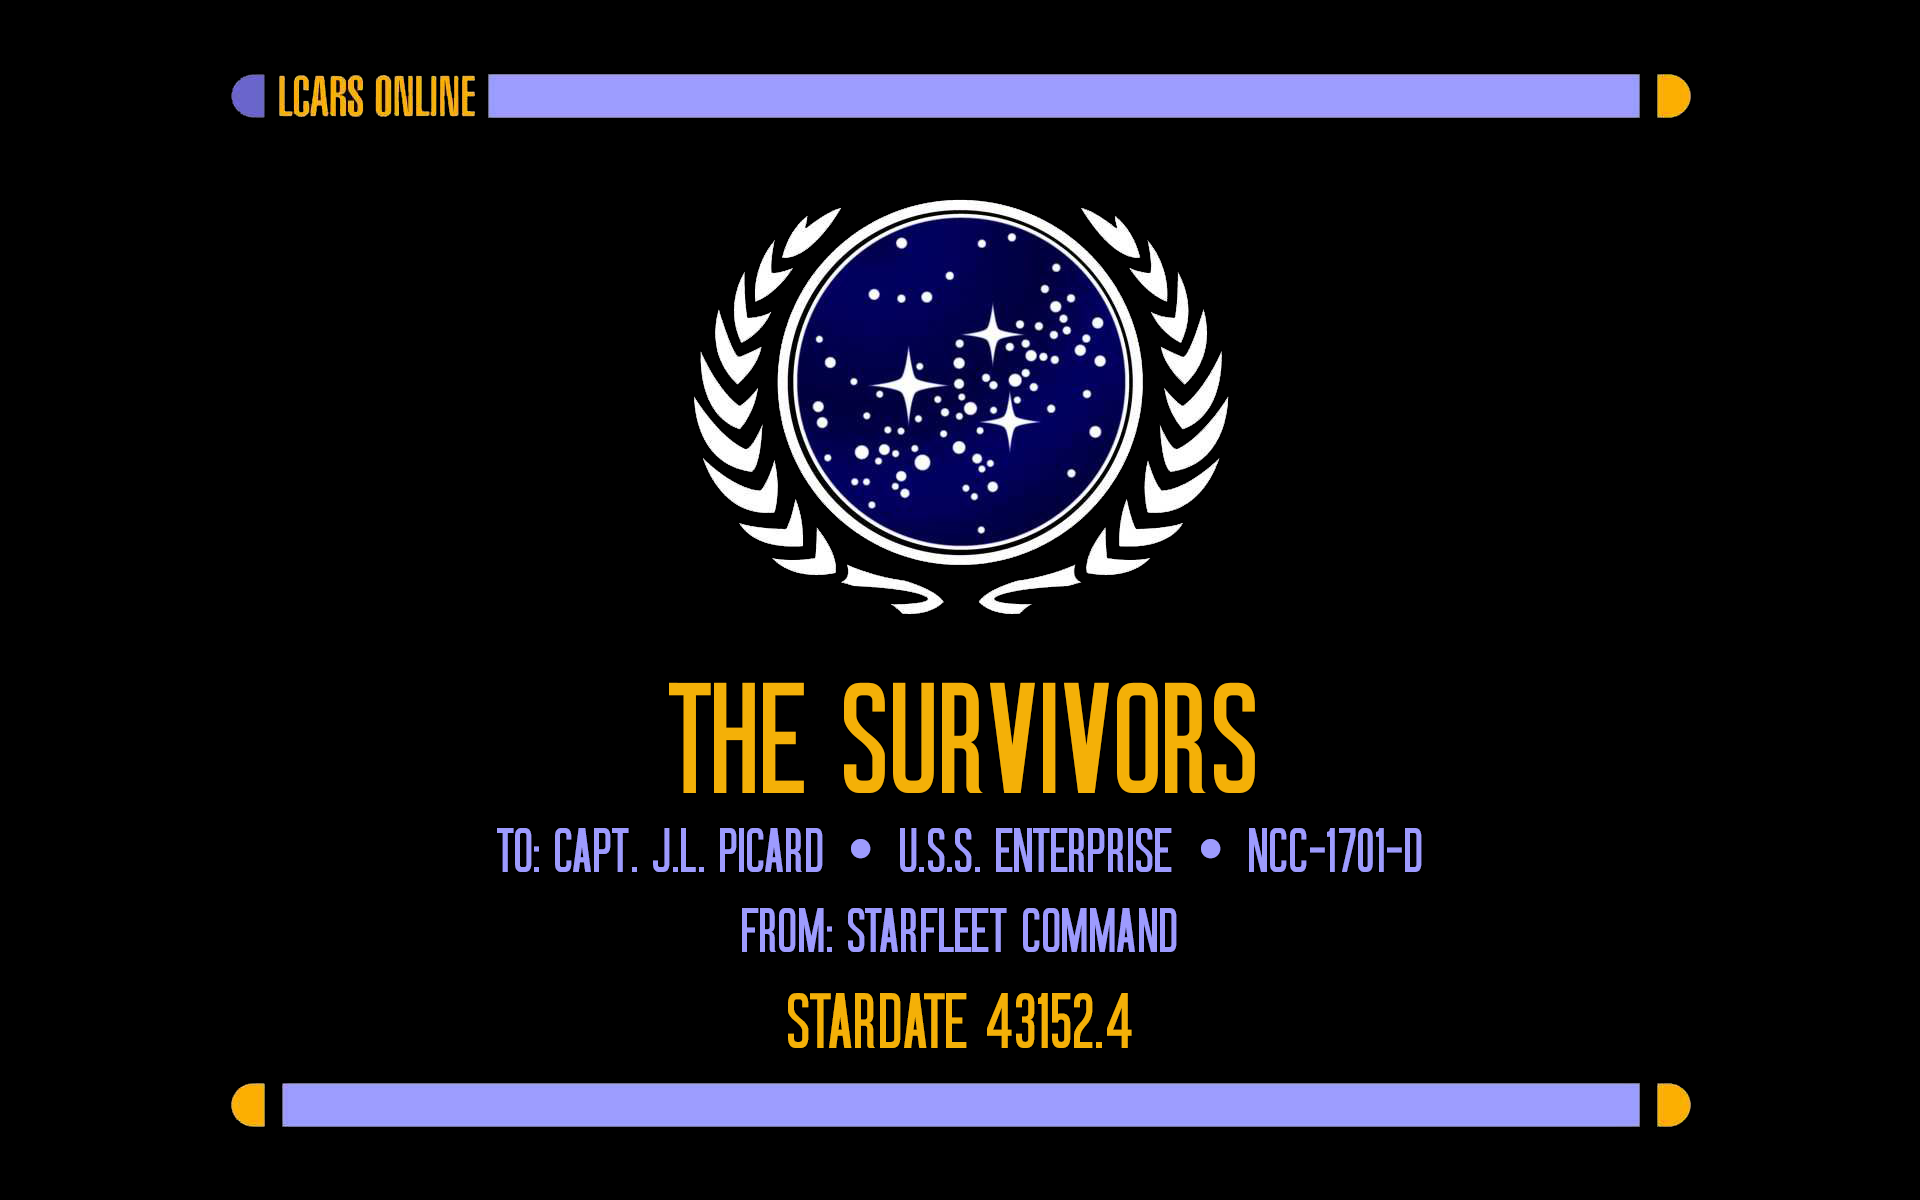 LCARS ONLINE
THE SURVIVORS
TO: CAPT. J.L. PICARD • U.S.S. ENTERPRISE • NCC-1701-D
FROM: STARFLEET COMMAND
STARDATE 43152.4